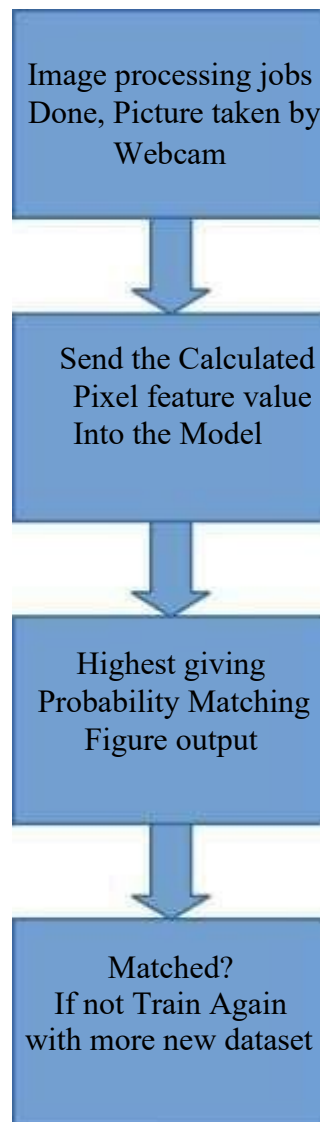 Image processing jobs
Done, Picture taken by
Webcam
Send the Calculated
Pixel feature value
Into the Model
Highest giving
Probability Matching
Figure output
Matched?
If not Train Again
with more new dataset